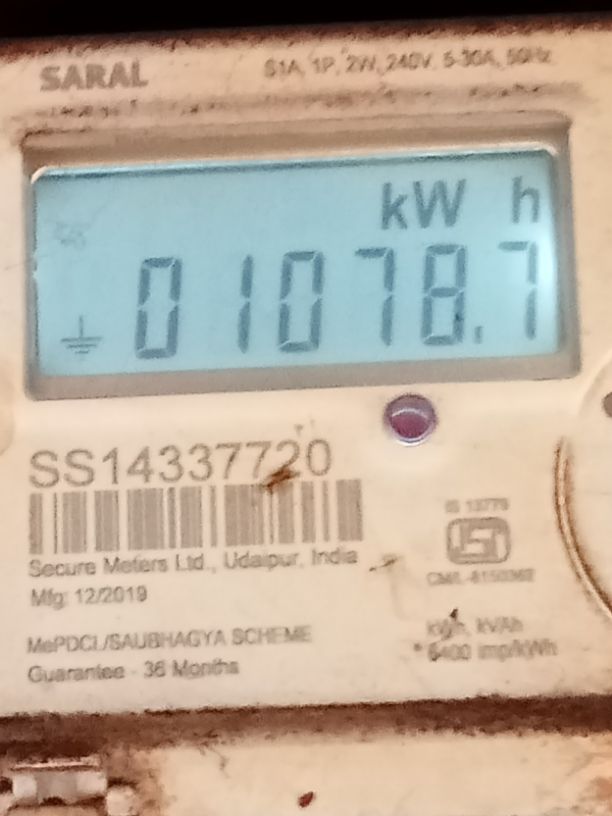 SARAL
S1A, 1P, 2W, 240V, 5-30A, 50Hz
kW h
01078.7
SS14337720
Secure Meters Ltd., Udaipur, India
Mfg: 12/2019
MePDCL/SAUBHAGYA SCHEME
Guarantee - 36 Months
IS 13779
ISI
kWh, kVAh
* 6400 imp/kWh